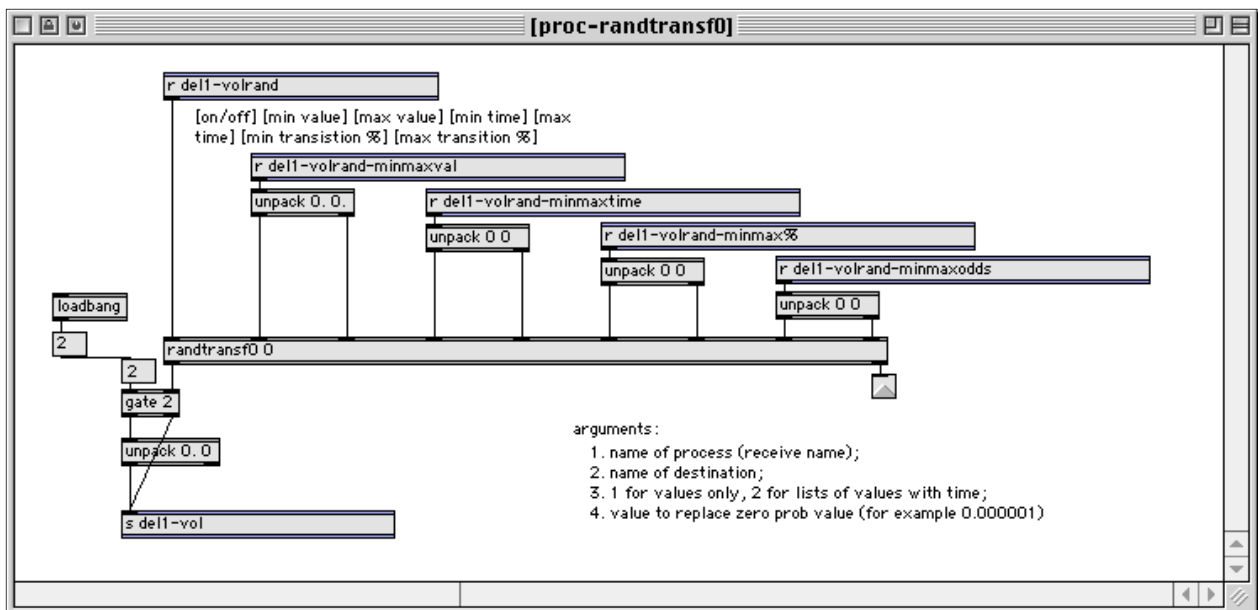 [proc-randtransf0]
r del1-volrand
[on/off] [min value] [max value] [min time] [max
time] [min transistion %] [max transition %]
r del1-volrand-minmaxval
unpack 0. 0.
r del1-volrand-minmaxtime
unpack 0 0
r del1-volrand-minmax%
unpack 0 0
r del1-volrand-minmaxodds
unpack 0 0
loadbang
2
randtransf0 0
2
gate 2
unpack 0. 0
s del1-vol
arguments:
1. name of process (receive name);
2. name of destination;
3. 1 for values only, 2 for lists of values with time;
4. value to replace zero prob value (for example 0.000001)